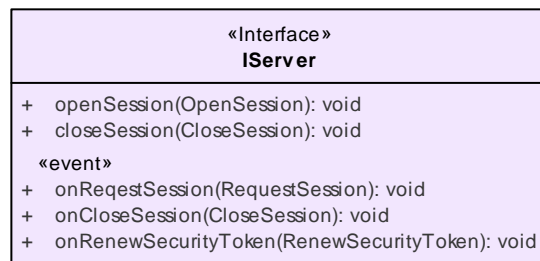 «Interface»
IServer
+ openSession(OpenSession): void
+ closeSession(CloseSession): void
«event»
+ onReqestSession(RequestSession): void
+ onCloseSession(CloseSession): void
+ onRenewSecurityToken(RenewSecurityToken): void